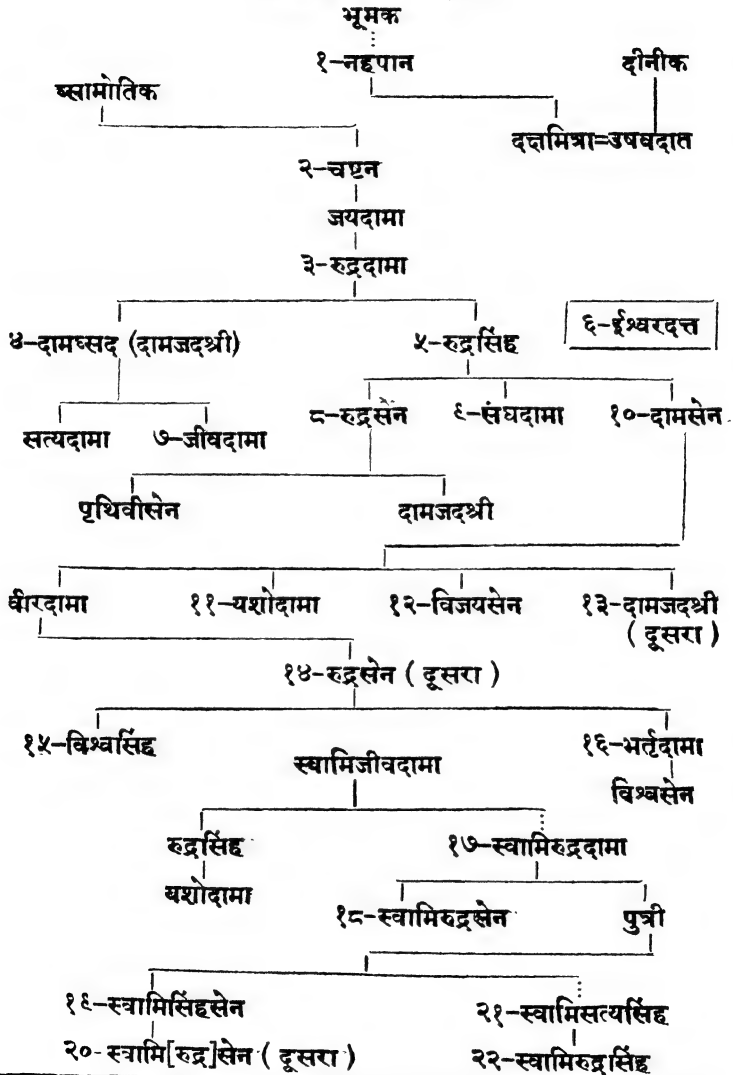 भूमक
१-नहपान दीनीक
घ्सामोतिक
दक्षमित्रा=उषवदात
२-चष्टन
जयदामा
३-रुद्रदामा
४-दामघ्सद (दामजदश्री) ५-रुद्रसिंह ६-ईश्वरदत्त
सत्यदामा ७-जीवदामा ८-रुद्रसेन ९-संघदामा १०-दामसेन
पृथिवीसेन दामजदश्री
वीरदामा ११-यशोदामा १२-विजयसेन १३-दामजदश्री
( दूसरा )
१४-रुद्रसेन ( दूसरा )
१५-विश्वसिंह १६-भर्तृदामा
स्वामिजीवदामा
विश्वसेन
रुद्रसिंह १७-स्वामिरुद्रदामा
यशोदामा
१८-स्वामिरुद्रसेन पुत्री
१९-स्वामिसिंहसेन २१-स्वामिसत्यसिंह
२०-स्वामि[रुद्र]सेन ( दूसरा ) २२-स्वामिरुद्रसिंह